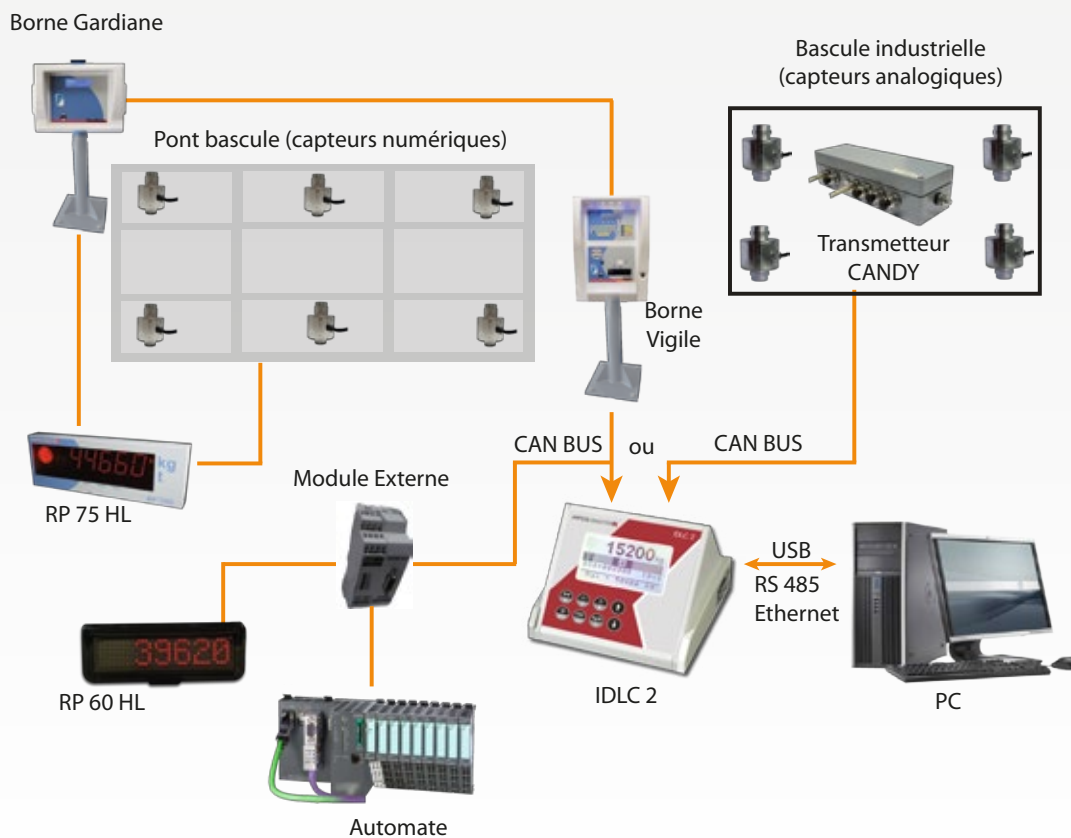 Borne Gardiane
Bascule industrielle
(capteurs analogiques)
Pont bascule (capteurs numériques)
Transmetteur
CANDY
Borne
Vigile
CAN BUS
ou
CAN BUS
44660
kg
t
RP 75 HL
Module Externe
IDLC 2
15200
USB
RS 485
Ethernet
39620
RP 60 HL
IDLC 2
PC
Automate